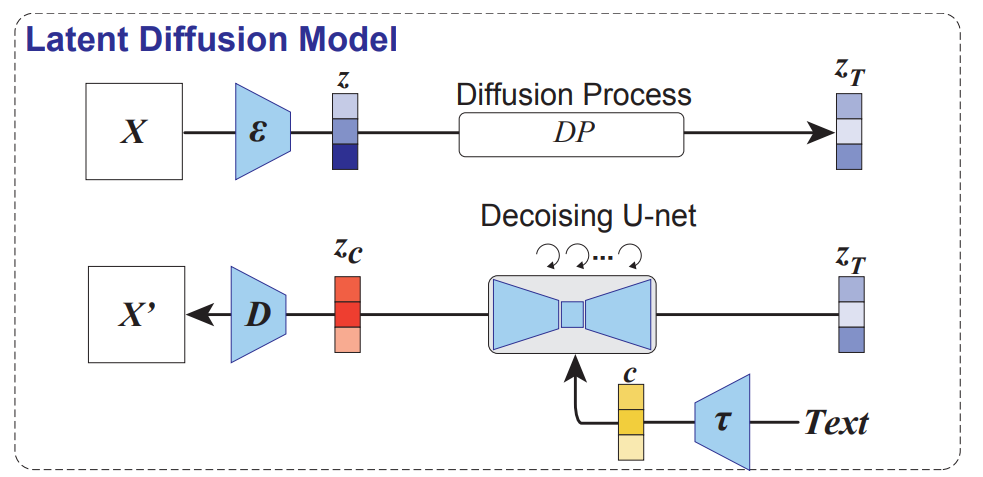 Latent Diffusion Model
X
ε
z
Diffusion Process
DP
z_T
Decoising U-net
...
X’
D
z_C
z_T
c
τ
Text